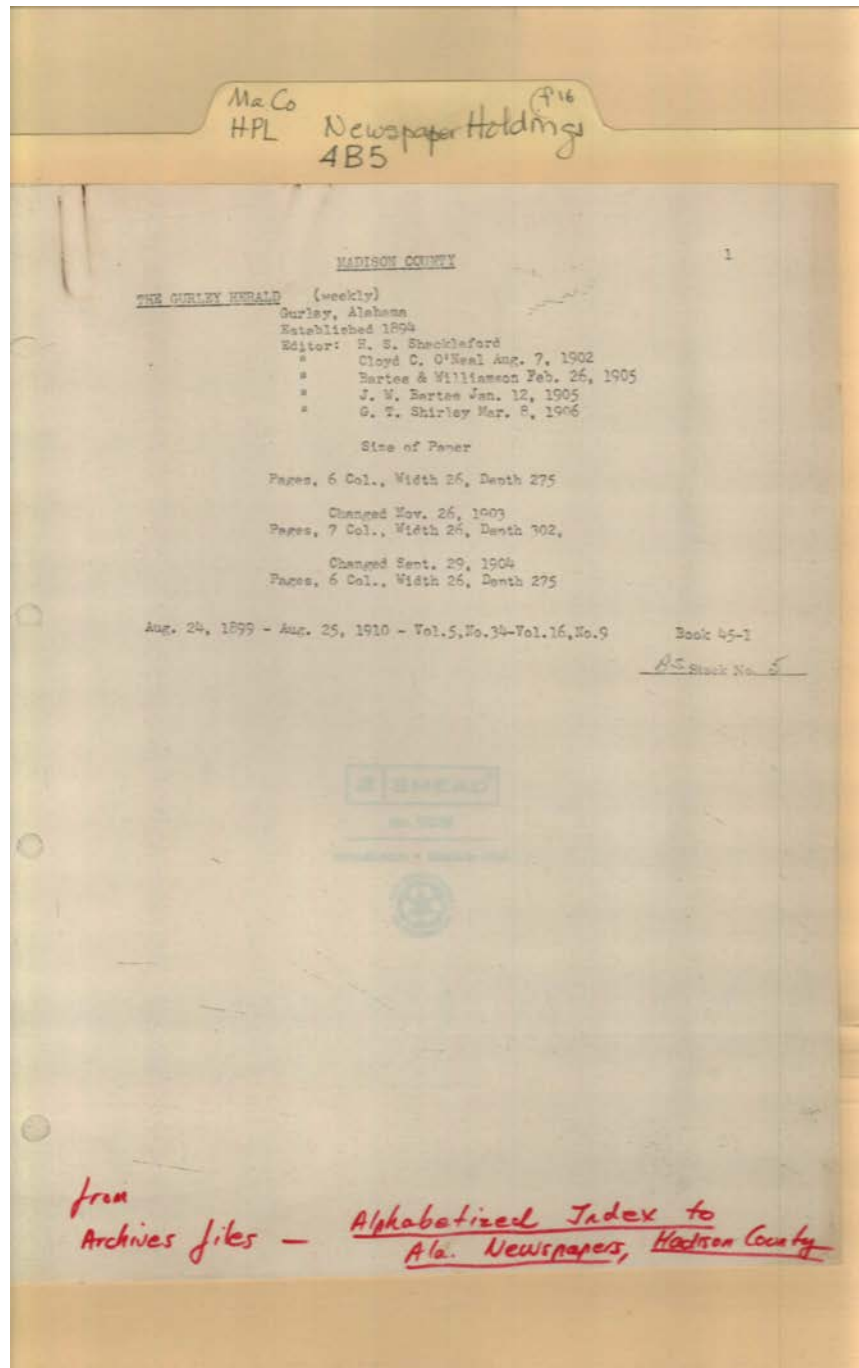 Ma Co
HPL Newspaper Holdings
4B5
MADISON COUNTY
1
THE GURLEY HERALD (weekly)
Gurley, Alabama
Established 1894
Editor: H. S. Shackleford
" Cloyd C. O'Neal Aug. 7, 1902
" Bartee & Williamson Feb. 26, 1905
" J. W. Bartee Jan. 12, 1905
" G. T. Shirley Mar. 8, 1906
Size of Paper
Pages, 6 Col., Width 26, Depth 275
Changed Nov. 26, 1903
Pages, 7 Col., Width 26, Depth 302,
Changed Sept. 29, 1904
Pages, 6 Col., Width 26, Depth 275
Aug. 24, 1899 - Aug. 25, 1910 - Vol.5,No.34-Vol.16,No.9 Book 45-1
Stack No. 5
from
Archives files — Alphabetized Index to
Ala. Newspapers, Madison County